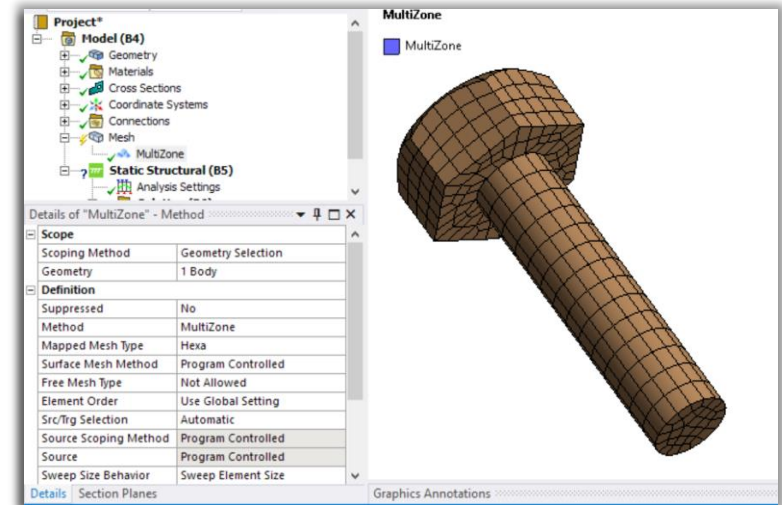 Project*
Model (B4)
Geometry
Materials
Cross Sections
Coordinate Systems
Connections
Mesh
MultiZone
Static Structural (B5)
Analysis Settings
Details of "MultiZone" - Method
Scope
Scoping Method Geometry Selection
Geometry 1 Body
Definition
Suppressed No
Method MultiZone
Mapped Mesh Type Hexa
Surface Mesh Method Program Controlled
Free Mesh Type Not Allowed
Element Order Use Global Setting
Src/Trg Selection Automatic
Source Scoping Method Program Controlled
Source Program Controlled
Sweep Size Behavior Sweep Element Size
Details Section Planes
MultiZone
MultiZone
Graphics Annotations